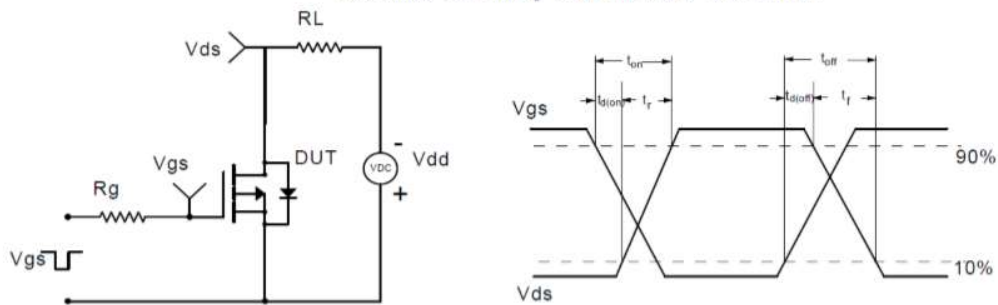 RL
Vds
DUT
Vgs
Rg
VDC
-
Vdd
+
Vgs
ton
toff
td(on)
tr
td(off)
tf
Vgs
90%
10%
Vds